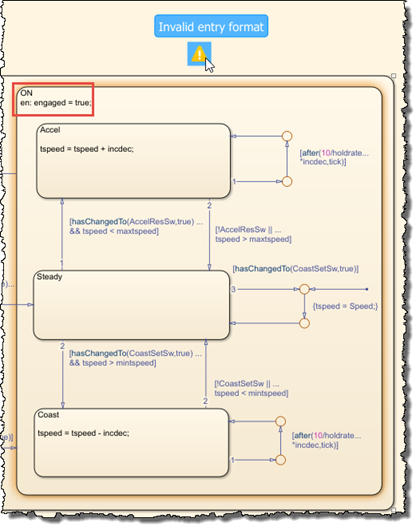 Invalid entry format
ON
en: engaged = true;
Accel
tspeed = tspeed + incdec;
[after(10/holdrate...
*incdec,tick)]
1
2
[hasChangedTo(AccelResSw,true) ...
&& tspeed < maxtspeed]
1
[!AccelResSw || ...
tspeed > maxtspeed]
[hasChangedTo(CoastSetSw,true)]
Steady
3
{tspeed = Speed;}
2
[hasChangedTo(CoastSetSw,true) ...
&& tspeed > mintspeed]
[!CoastSetSw || ...
tspeed < mintspeed]
2
Coast
tspeed = tspeed - incdec;
[after(10/holdrate...
*incdec,tick)]
1